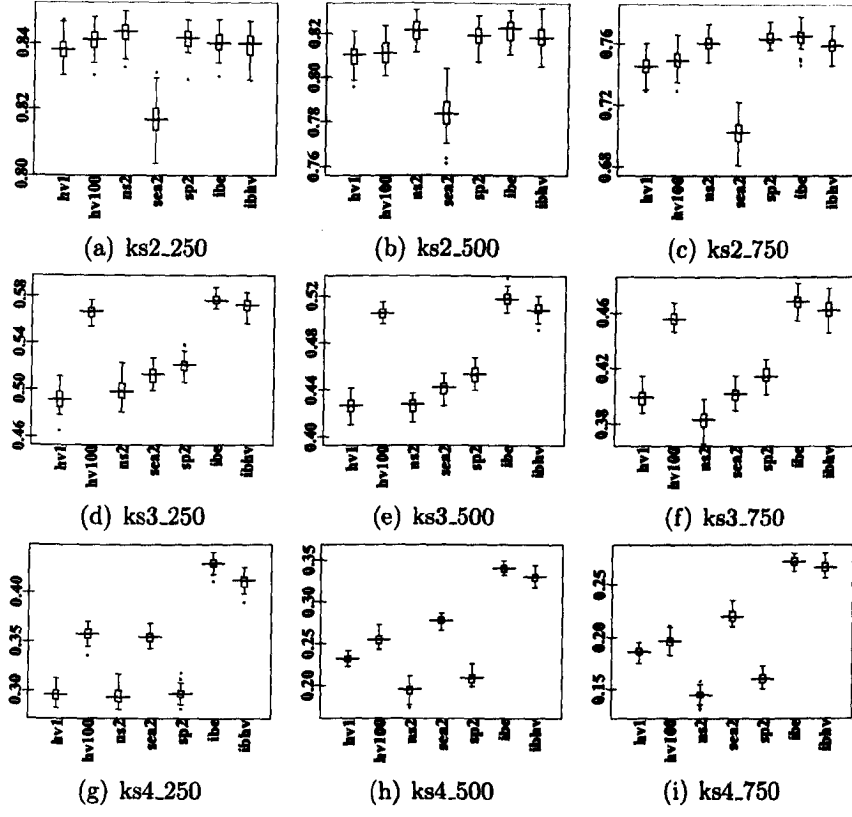 0.84
0.82
0.80
hv1 hv100 ns2 sea2 sp2 ibe ibhv
(a) ks2_250
0.82
0.80
0.78
0.76
hv1 hv100 ns2 sea2 sp2 ibe ibhv
(b) ks2_500
0.76
0.72
0.68
hv1 hv100 ns2 sea2 sp2 ibe ibhv
(c) ks2_750
0.58
0.54
0.50
0.46
hv1 hv100 ns2 sea2 sp2 ibe ibhv
(d) ks3_250
0.52
0.48
0.44
0.40
hv1 hv100 ns2 sea2 sp2 ibe ibhv
(e) ks3_500
0.46
0.42
0.38
hv1 hv100 ns2 sea2 sp2 ibe ibhv
(f) ks3_750
0.40
0.35
0.30
hv1 hv100 ns2 sea2 sp2 ibe ibhv
(g) ks4_250
0.35
0.30
0.25
0.20
hv1 hv100 ns2 sea2 sp2 ibe ibhv
(h) ks4_500
0.25
0.20
0.15
hv1 hv100 ns2 sea2 sp2 ibe ibhv
(i) ks4_750